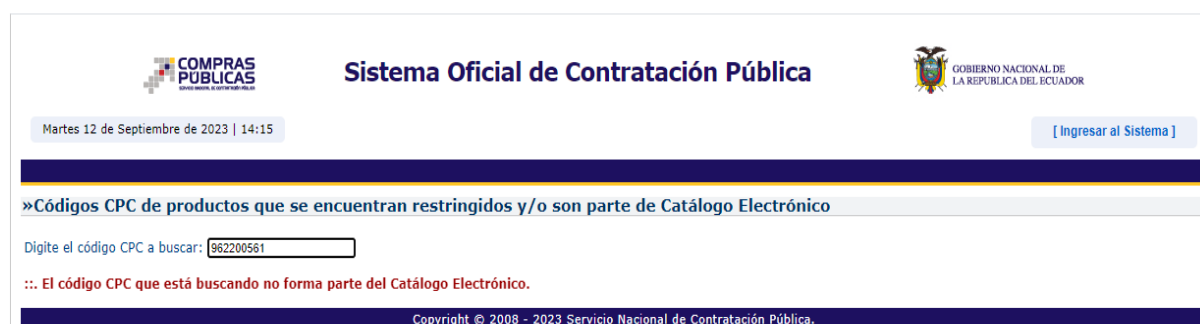 COMPRAS
PÚBLICAS
Sistema Oficial de Contratación Pública
GOBIERNO NACIONAL DE
LA REPUBLICA DEL ECUADOR
Martes 12 de Septiembre de 2023 | 14:15
[ Ingresar al Sistema ]
»Códigos CPC de productos que se encuentran restringidos y/o son parte de Catálogo Electrónico
Digite el código CPC a buscar: 962200561
::. El código CPC que está buscando no forma parte del Catálogo Electrónico.
Copyright © 2008 - 2023 Servicio Nacional de Contratación Pública.